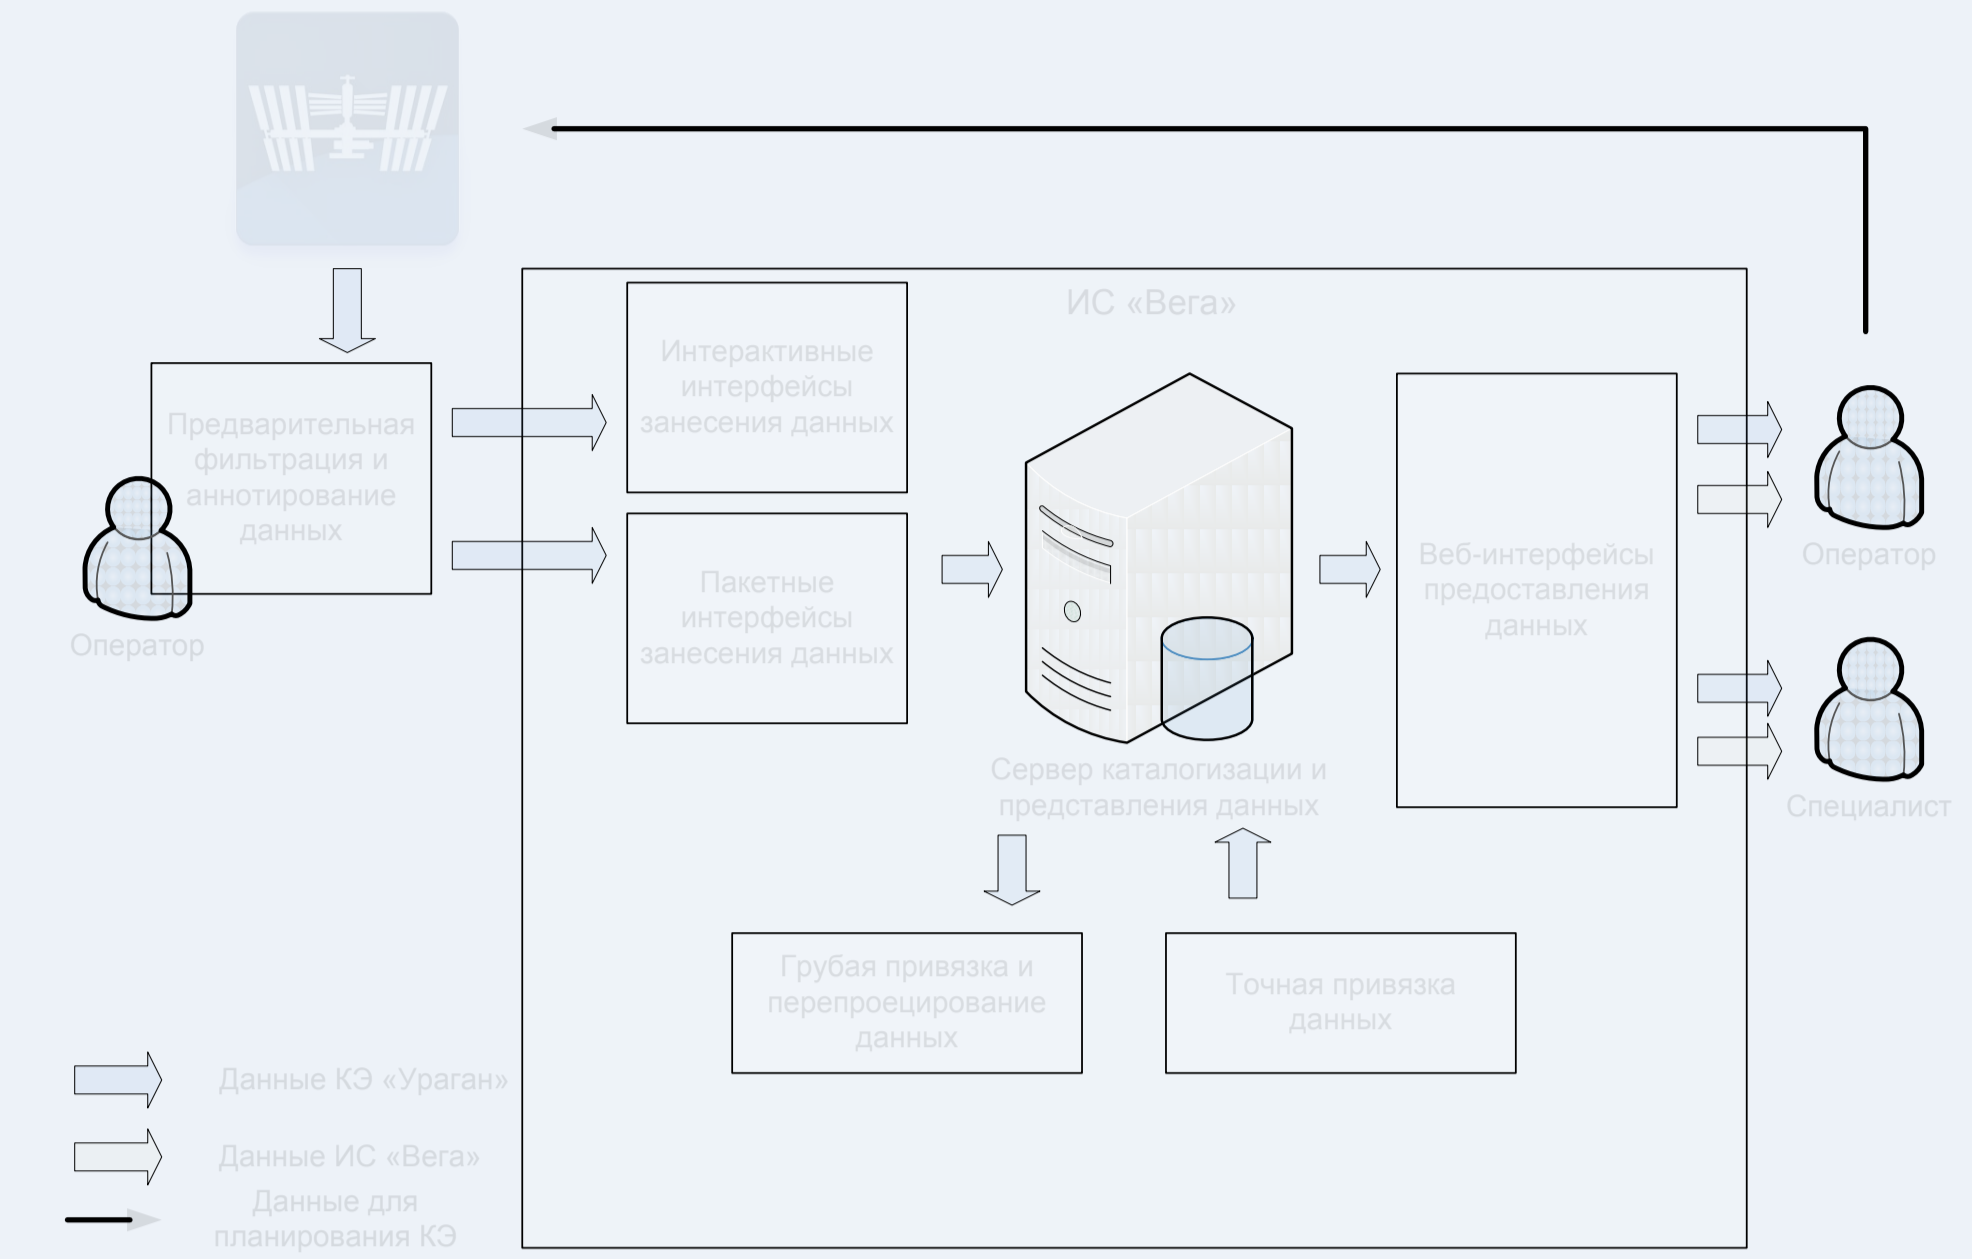 ИС «Вега»
Интерактивные
интерфейсы
занесения данных
Предварительная
фильтрация и
аннотирование
данных
Оператор
Пакетные
интерфейсы
занесения данных
Сервер каталогизации и
представления данных
Веб-интерфейсы
предоставления
данных
Оператор
Специалист
Грубая привязка и
перепроецирование
данных
Точная привязка
данных
Данные КЭ «Ураган»
Данные ИС «Вега»
Данные для
планирования КЭ